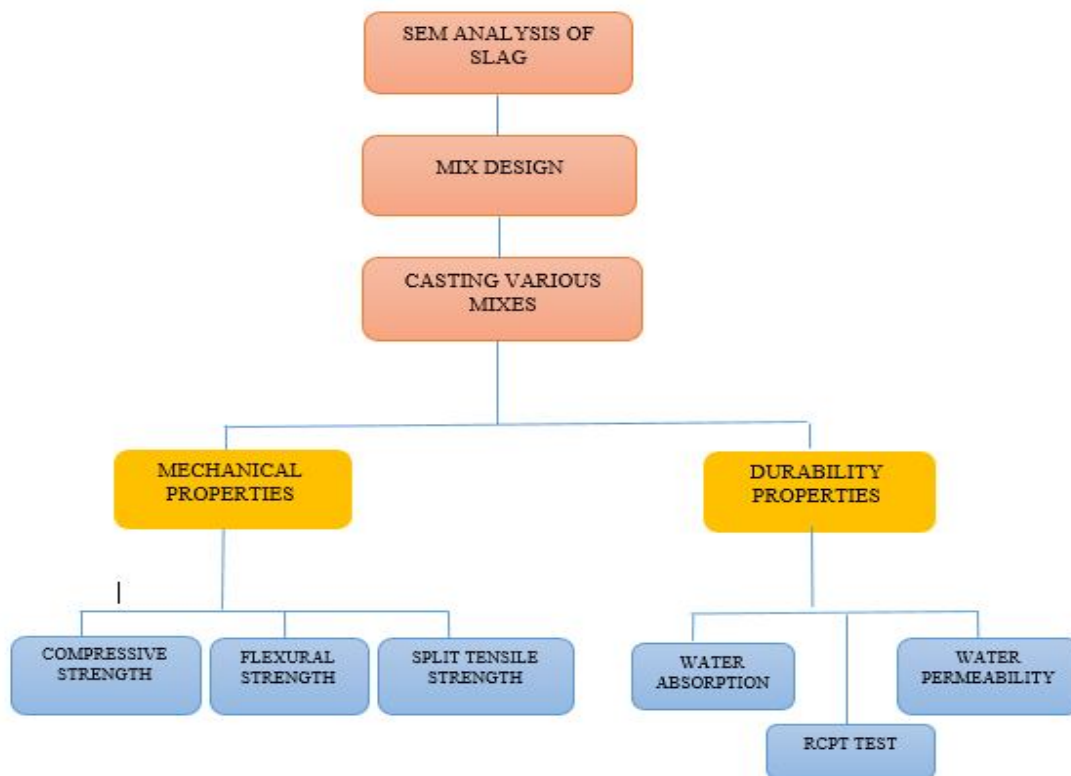 SEM ANALYSIS OF
SLAG
MIX DESIGN
CASTING VARIOUS
MIXES
MECHANICAL
PROPERTIES
DURABILITY
PROPERTIES
COMPRESSIVE
STRENGTH
FLEXURAL
STRENGTH
SPLIT TENSILE
STRENGTH
WATER
ABSORPTION
RCPT TEST
WATER
PERMEABILITY